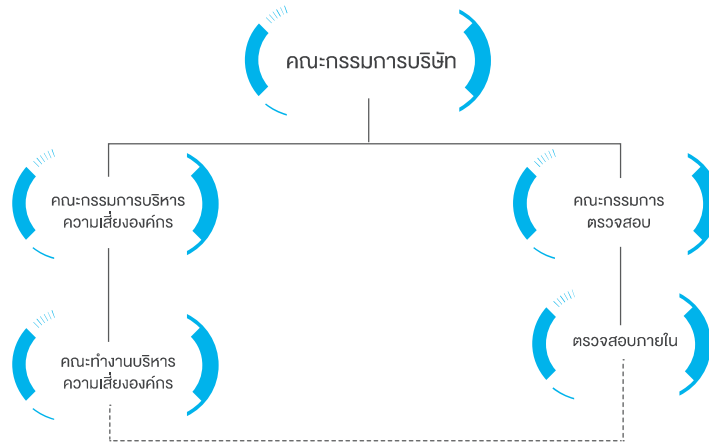 คณะกรรมการบริษัท
คณะกรรมการบริหาร
ความเสี่ยงองค์กร
คณะกรรมการ
ตรวจสอบ
คณะทำงานบริหาร
ความเสี่ยงองค์กร
ตรวจสอบภายใน